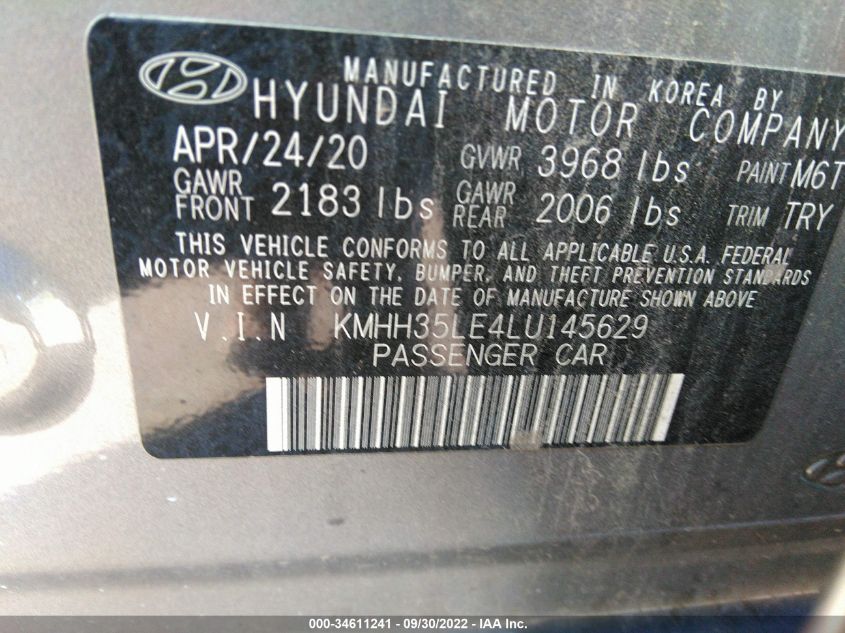 MANUFACTURED IN KOREA BY
HYUNDAI MOTOR COMPANY
APR/24/20 GVWR 3968 lbs PAINT M6T
GAWR FRONT 2183 lbs GAWR REAR 2006 lbs TRIM TRY
THIS VEHICLE CONFORMS TO ALL APPLICABLE U.S.A. FEDERAL
MOTOR VEHICLE SAFETY, BUMPER, AND THEFT PREVENTION STANDARDS
IN EFFECT ON THE DATE OF MANUFACTURE SHOWN ABOVE
V.I.N KMHH35LE4LU145629
PASSENGER CAR
000-34611241 - 09/30/2022 - IAA Inc.